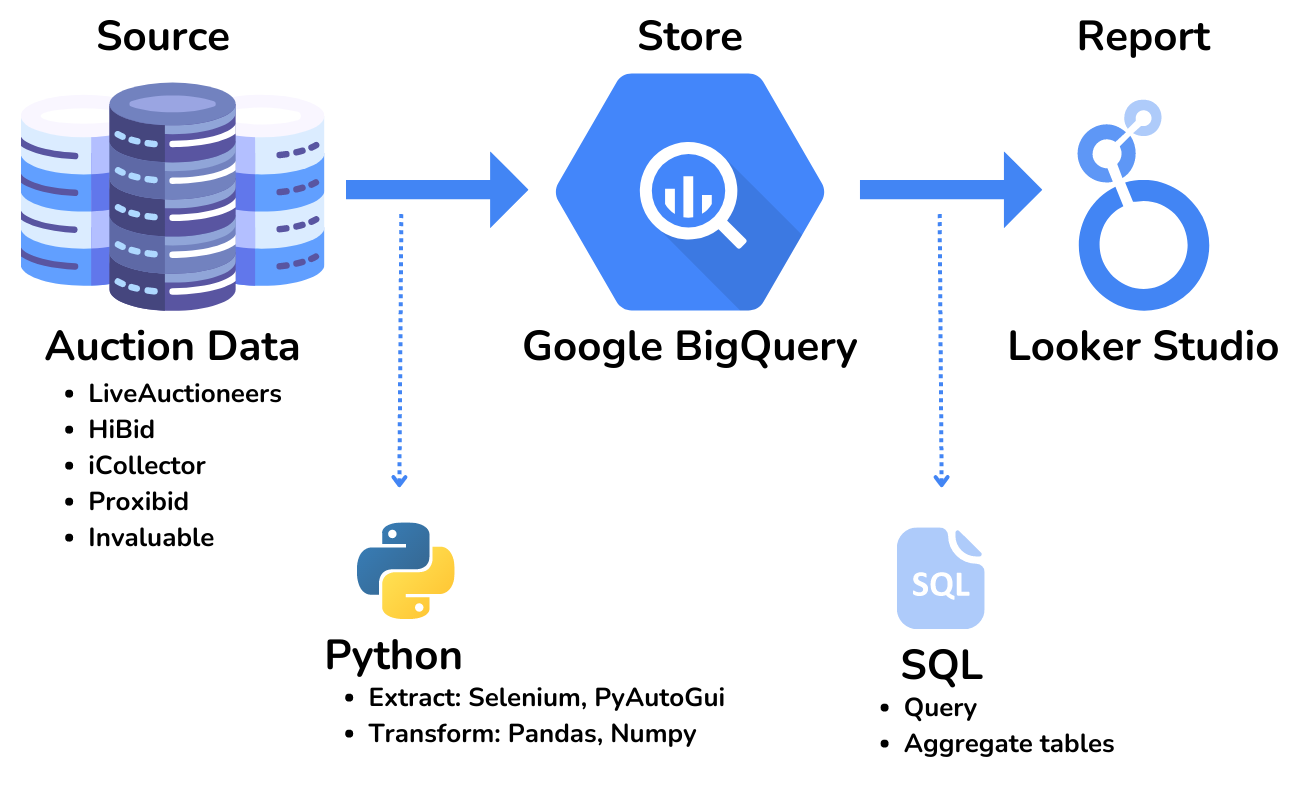 Source
Store
Report
Auction Data
• LiveAuctioneers
• HiBid
• iCollector
• Proxibid
• Invaluable
Google BigQuery
Looker Studio
Python
• Extract: Selenium, PyAutoGui
• Transform: Pandas, Numpy
SQL
SQL
• Query
• Aggregate tables